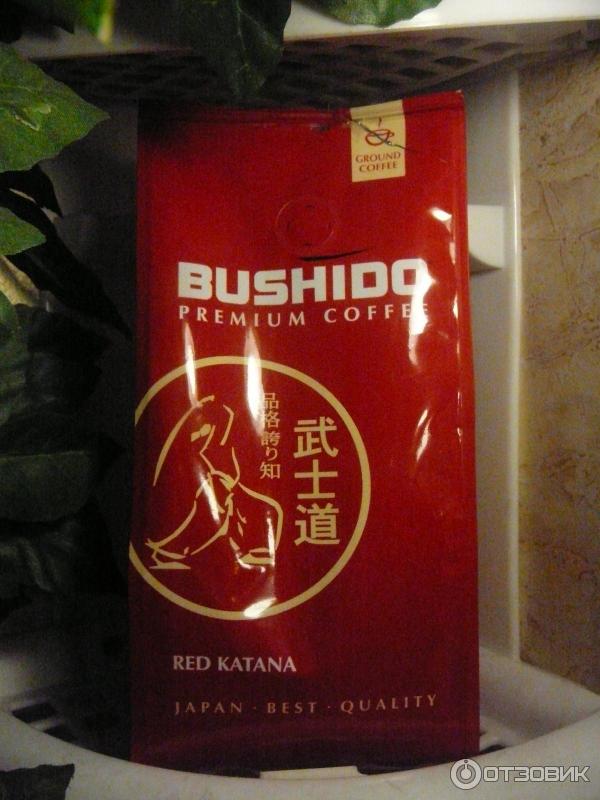 GROUND
COFFEE
BUSHIDO
PREMIUM COFFEE
武士道
品格 誇り知
RED KATANA
JAPAN · BEST · QUALITY
ОТЗОВИК